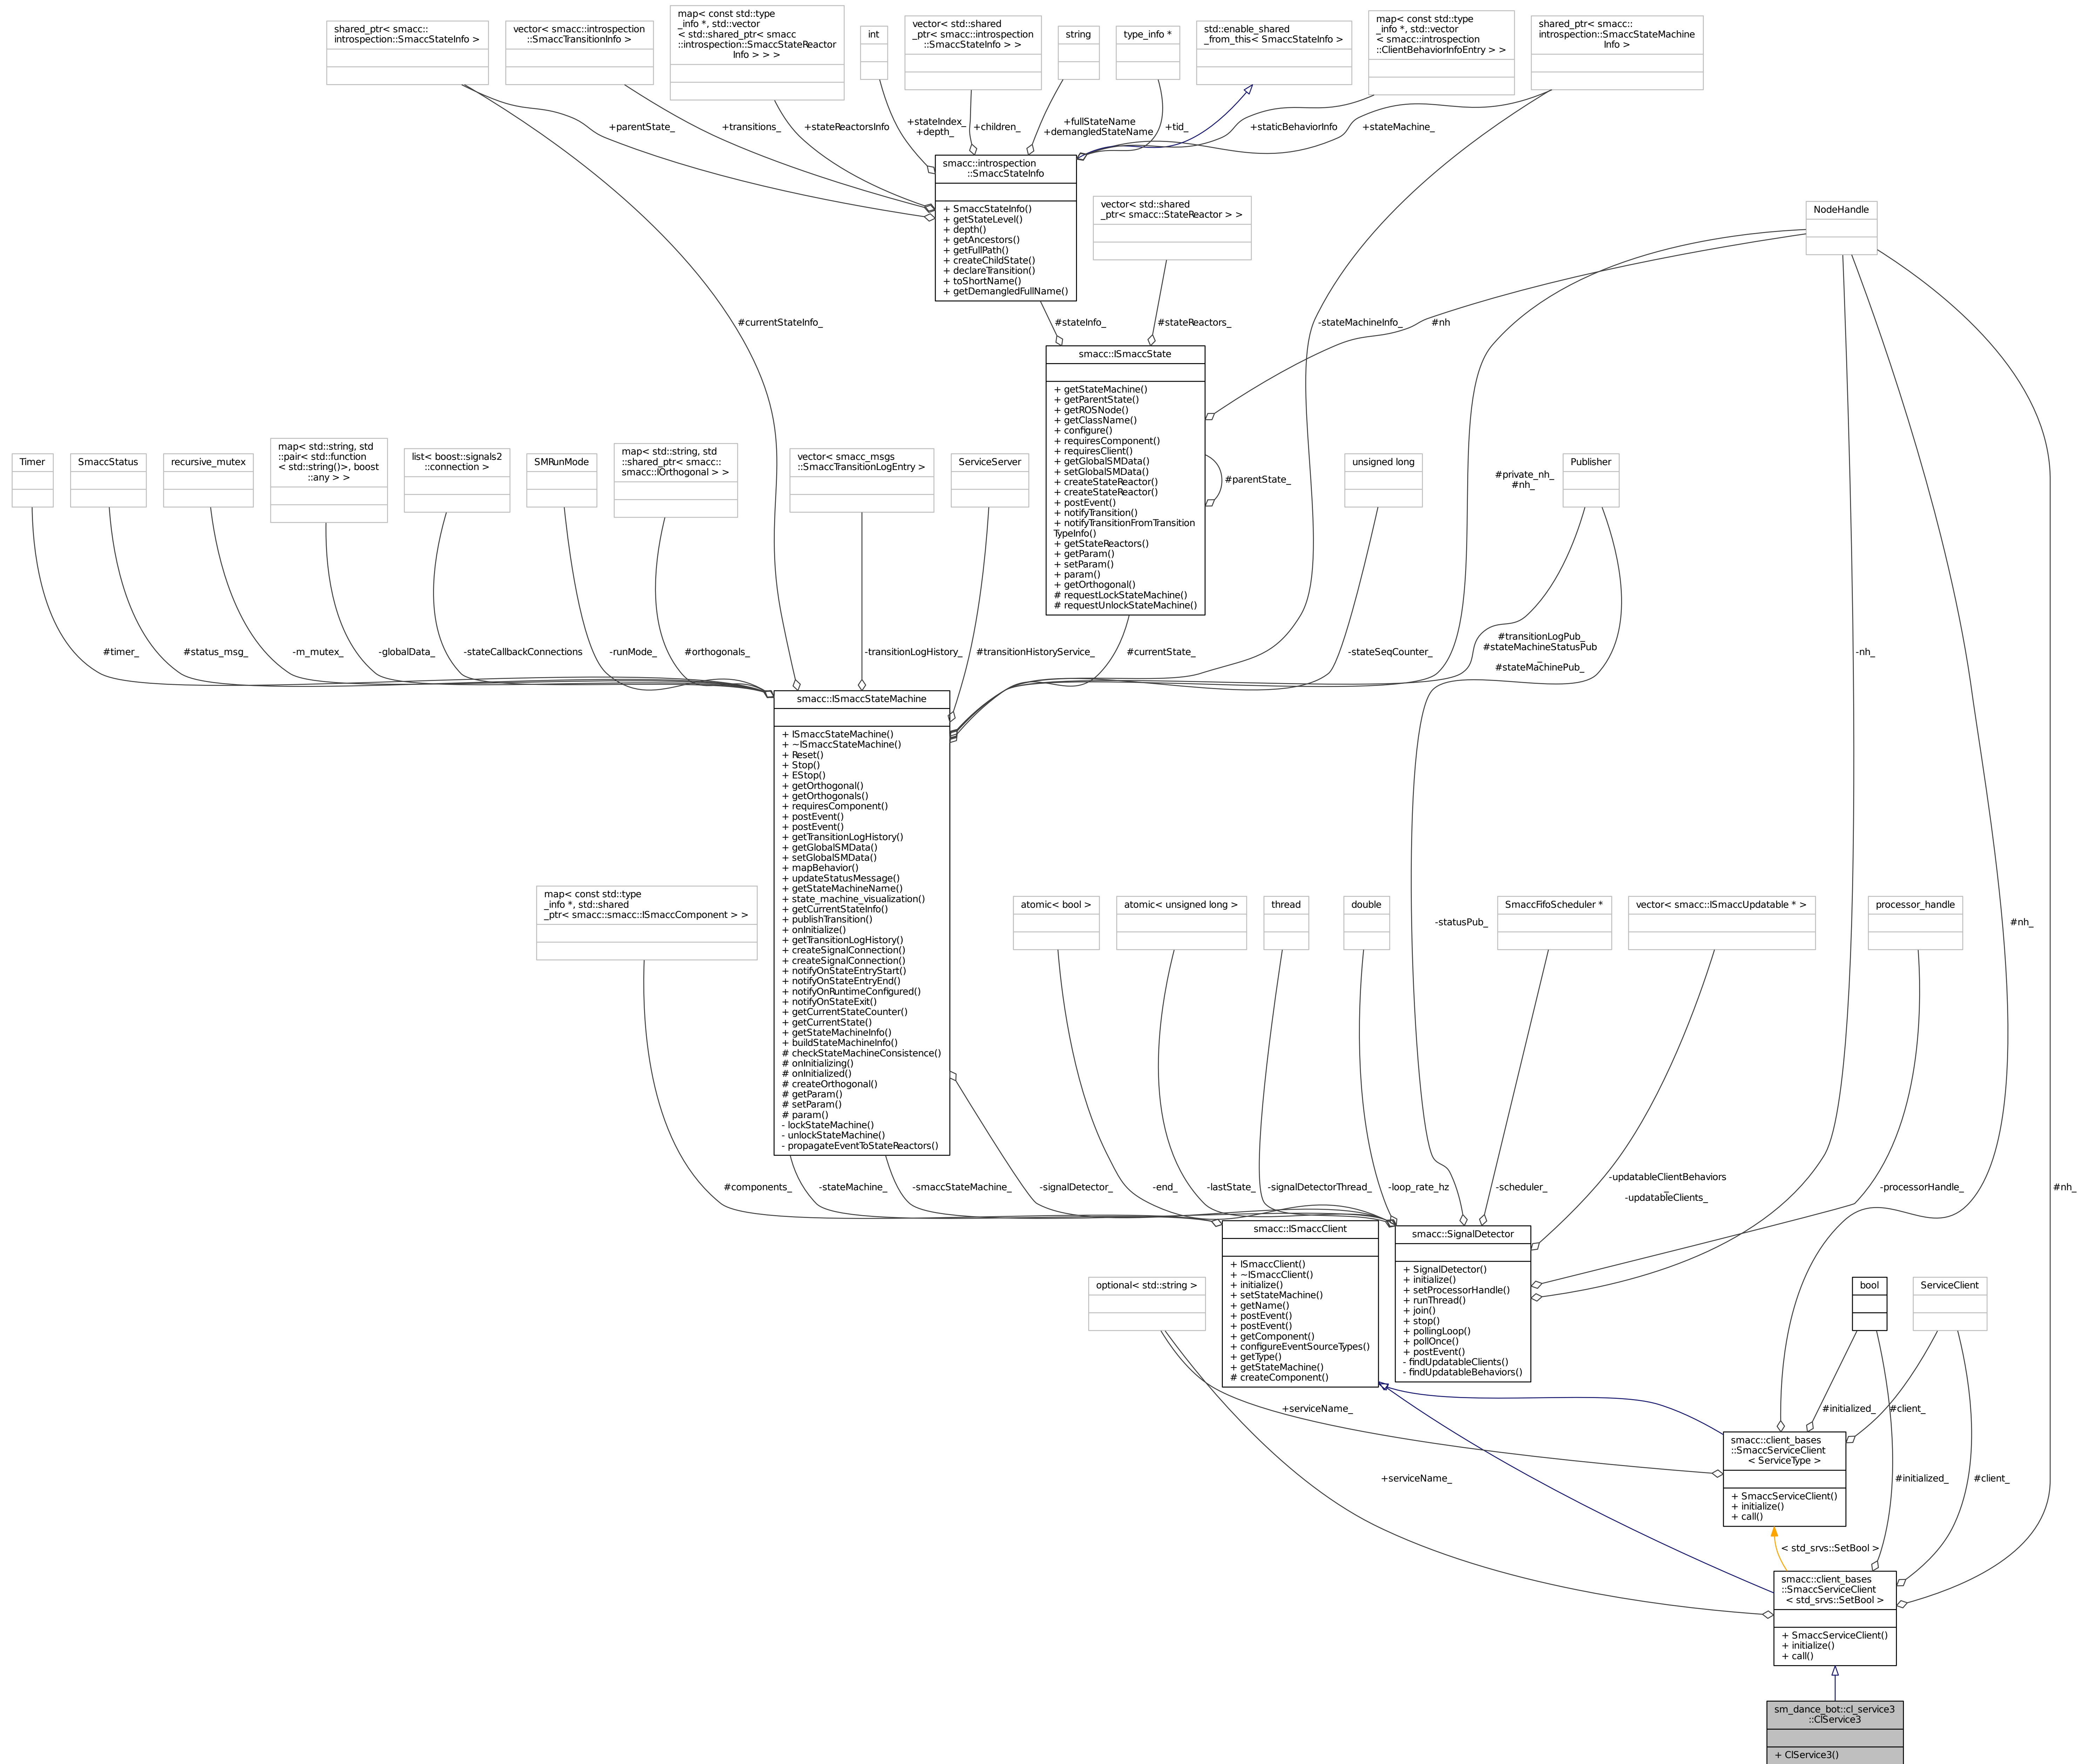 shared_ptr< smacc::
introspection::SmaccStateInfo >
vector< smacc::introspection
::SmaccTransitionInfo >
map< const std::type
_info *, std::vector
< std::shared_ptr< smacc
::introspection::SmaccStateReactor
Info > > >
int
vector< std::shared
_ptr< smacc::introspection
::SmaccStateInfo > >
string
type_info *
std::enable_shared
_from_this< SmaccStateInfo >
map< const std::type
_info *, std::vector
< smacc::introspection
::ClientBehaviorInfoEntry > >
shared_ptr< smacc::
introspection::SmaccStateMachine
Info >
+parentState_
+transitions_
+stateReactorsInfo
+stateIndex_
+depth_
+children_
+fullStateName
+demangledStateName
+tid_
+staticBehaviorInfo
+stateMachine_
smacc::introspection
::SmaccStateInfo
+ SmaccStateInfo()
+ getStateLevel()
+ depth()
+ getAncestors()
+ getFullPath()
+ createChildState()
+ declareTransition()
+ toShortName()
+ getDemangledFullName()
vector< std::shared
_ptr< smacc::StateReactor > >
NodeHandle
#currentStateInfo_
#stateInfo_
#stateReactors_
-stateMachineInfo_
#nh
smacc::ISmaccState
+ getStateMachine()
+ getParentState()
+ getROSNode()
+ getClassName()
+ configure()
+ requiresComponent()
+ requiresClient()
+ getGlobalSMData()
+ setGlobalSMData()
+ createStateReactor()
+ createStateReactor()
+ postEvent()
+ notifyTransition()
+ notifyTransitionFromTransition
TypeInfo()
+ getStateReactors()
+ getParam()
+ setParam()
+ param()
+ getOrthogonal()
# requestLockStateMachine()
# requestUnlockStateMachine()
#parentState_
Timer
SmaccStatus
recursive_mutex
map< std::string, std
::pair< std::function
< std::string()>, boost
::any > >
list< boost::signals2
::connection >
SMRunMode
map< std::string, std
::shared_ptr< smacc::
smacc::IOrthogonal > >
vector< smacc_msgs
::SmaccTransitionLogEntry >
ServiceServer
unsigned long
#private_nh_
#nh_
Publisher
#timer_
#status_msg_
-m_mutex_
-globalData_
-stateCallbackConnections
-runMode_
#orthogonals_
-transitionLogHistory_
#transitionHistoryService_
#currentState_
-stateSeqCounter_
#transitionLogPub_
#stateMachineStatusPub
_
#stateMachinePub_
-nh_
smacc::ISmaccStateMachine
+ ISmaccStateMachine()
+ ~ISmaccStateMachine()
+ Reset()
+ Stop()
+ EStop()
+ getOrthogonal()
+ getOrthogonals()
+ requiresComponent()
+ postEvent()
+ postEvent()
+ getTransitionLogHistory()
+ getGlobalSMData()
+ setGlobalSMData()
+ mapBehavior()
+ updateStatusMessage()
+ getStateMachineName()
+ state_machine_visualization()
+ getCurrentStateInfo()
+ publishTransition()
+ onInitialize()
+ getTransitionLogHistory()
+ createSignalConnection()
+ createSignalConnection()
+ notifyOnStateEntryStart()
+ notifyOnStateEntryEnd()
+ notifyOnRuntimeConfigured()
+ notifyOnStateExit()
+ getCurrentStateCounter()
+ getCurrentState()
+ getStateMachineInfo()
+ buildStateMachineInfo()
# checkStateMachineConsistence()
# onInitializing()
# onInitialized()
# createOrthogonal()
# getParam()
# setParam()
# param()
- lockStateMachine()
- unlockStateMachine()
- propagateEventToStateReactors()
map< const std::type
_info *, std::shared
_ptr< smacc::smacc::ISmaccComponent > >
atomic< bool >
atomic< unsigned long >
thread
double
-statusPub_
SmaccFifoScheduler *
vector< smacc::ISmaccUpdatable * >
processor_handle
#nh_
#components_
-stateMachine_
-smaccStateMachine_
-signalDetector_
-end_
-lastState_
-signalDetectorThread_
-loop_rate_hz
-scheduler_
-updatableClientBehaviors
_
-updatableClients_
-processorHandle_
#nh_
smacc::ISmaccClient
+ ISmaccClient()
+ ~ISmaccClient()
+ initialize()
+ setStateMachine()
+ getName()
+ postEvent()
+ postEvent()
+ getComponent()
+ configureEventSourceTypes()
+ getType()
+ getStateMachine()
# createComponent()
smacc::SignalDetector
+ SignalDetector()
+ initialize()
+ setProcessorHandle()
+ runThread()
+ join()
+ stop()
+ pollingLoop()
+ pollOnce()
+ postEvent()
- findUpdatableClients()
- findUpdatableBehaviors()
optional< std::string >
bool
ServiceClient
+serviceName_
#initialized_
#client_
smacc::client_bases
::SmaccServiceClient
< ServiceType >
+ SmaccServiceClient()
+ initialize()
+ call()
+serviceName_
#initialized_
#client_
< std_srvs::SetBool >
smacc::client_bases
::SmaccServiceClient
< std_srvs::SetBool >
+ SmaccServiceClient()
+ initialize()
+ call()
sm_dance_bot::cl_service3
::ClService3
+ ClService3()